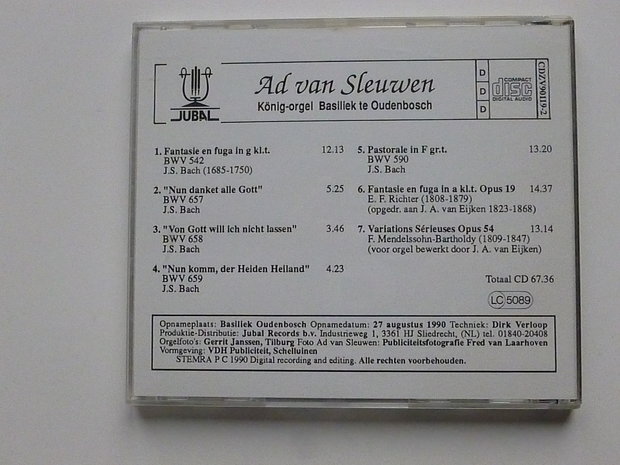 JUBAL
Ad van Sleuwen
König-orgel Basiliek te Oudenbosch
D
D
D
COMPACT
disc
DIGITAL AUDIO
CDZV90119-2
1. Fantasie en fuga in g kl.t. 12.13
BWV 542
J.S. Bach (1685-1750)
2. "Nun danket alle Gott" 5.25
BWV 657
J.S. Bach
3. "Von Gott will ich nicht lassen" 3.46
BWV 658
J.S. Bach
4. "Nun komm, der Heiden Heiland" 4.23
BWV 659
J.S. Bach
5. Pastorale in F gr.t. 13.20
BWV 590
J.S. Bach
6. Fantasie en fuga in a kl.t. Opus 19 14.37
E. F. Richter (1808-1879)
(opgedr. aan J. A. van Eijken 1823-1868)
7. Variations Sérieuses Opus 54 13.14
F. Mendelssohn-Bartholdy (1809-1847)
(voor orgel bewerkt door J. A. van Eijken)
Totaal CD 67.36
LC 5089
Opnameplaats: Basiliek Oudenbosch Opnamedatum: 27 augustus 1990 Techniek: Dirk Verloop
Produktie-Distributie: Jubal Records b.v. Industrieweg 1, 3361 HJ Sliedrecht, (NL) tel. 01840-20408
Orgelfoto's: Gerrit Janssen, Tilburg Foto Ad van Sleuwen: Publiciteitsfotografie Fred van Laarhoven
Vormgeving: VDH Publiciteit, Schelluinen
STEMRA P C 1990 Digital recording and editing. Alle rechten voorbehouden.